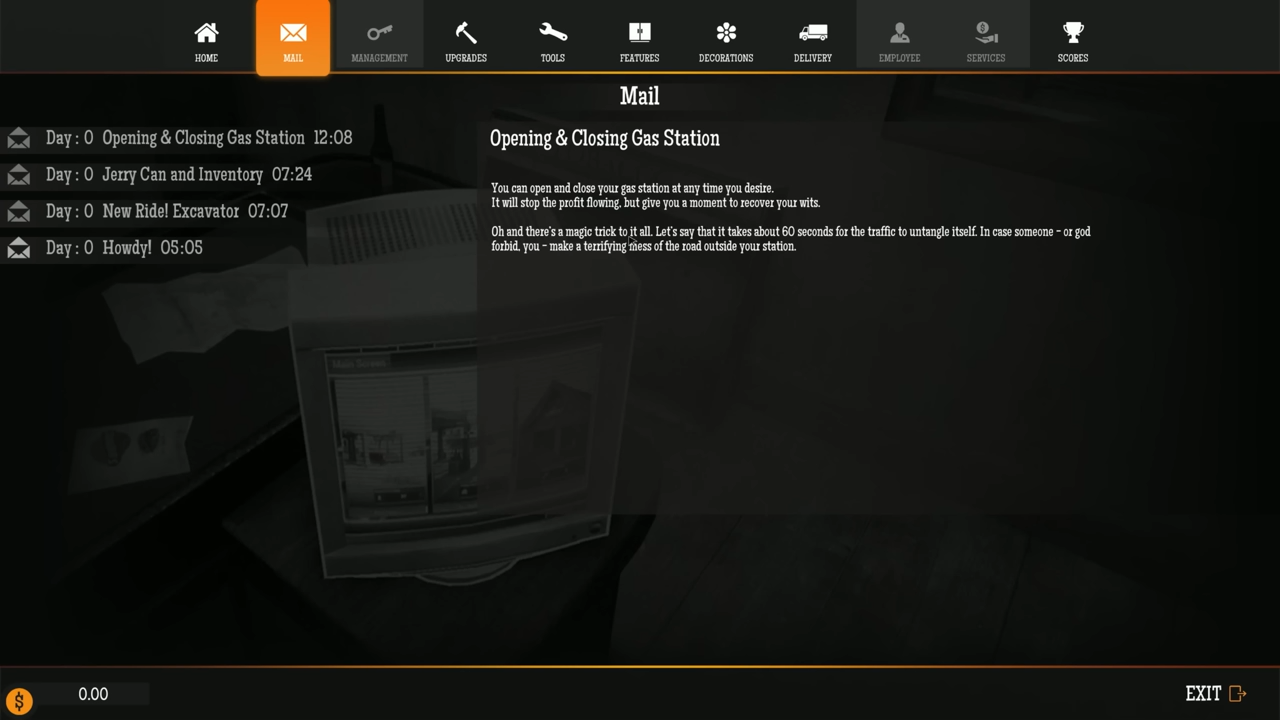 HOME
MAIL
MANAGEMENT
UPGRADES
TOOLS
FEATURES
DECORATIONS
DELIVERY
EMPLOYEE
SERVICES
SCORES
Mail
Day : 0 Opening & Closing Gas Station 12:08
Day : 0 Jerry Can and Inventory 07:24
Day : 0 New Ride! Excavator 07:07
Day : 0 Howdy! 05:05
Opening & Closing Gas Station
You can open and close your gas station at any time you desire.
It will stop the profit flowing, but give you a moment to recover your wits.
Oh and there's a magic trick to it all. Let's say that it takes about 60 seconds for the traffic to untangle itself. In case someone - or god
forbid, you - make a terrifying mess of the road outside your station.
Main Screen
$ 0.00
EXIT